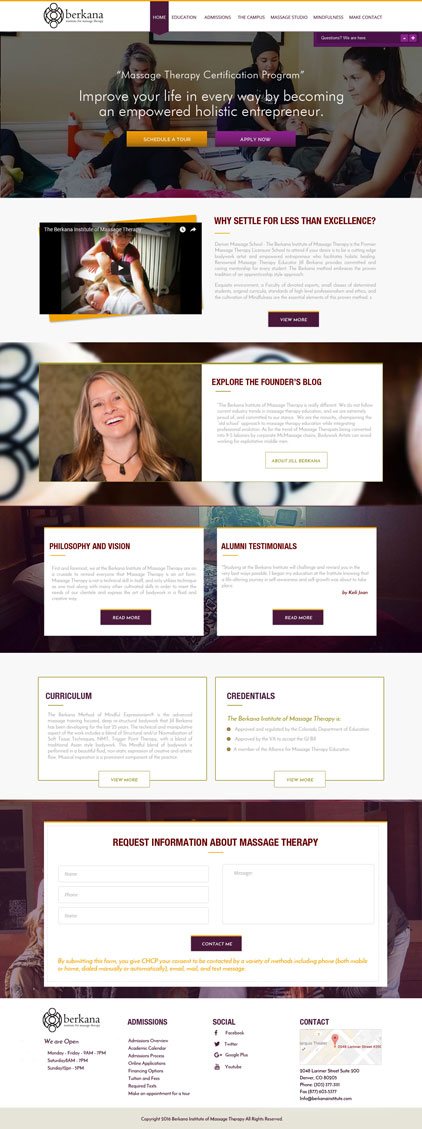 berkana
institute for massage therapy
HOME EDUCATION ADMISSIONS THE CAMPUS MASSAGE STUDIO MINDFULNESS MAKE CONTACT
Questions? We are here.
"Massage Therapy Certification Program"
Improve your life in every way by becoming
an empowered holistic entrepreneur.
SCHEDULE A TOUR APPLY NOW
The Berkana Institute of Massage Therapy
WHY SETTLE FOR LESS THAN EXCELLENCE?
Denver Massage School - The Berkana Institute of Massage Therapy is the Premier
Massage Therapy Licensure School to attend if your desire is to be a cutting edge
bodywork artist and empowered entrepreneur who facilitates holistic healing.
Renowned Massage Therapy Educator Jill Berkana provides committed and
caring mentorship for every student. The Berkana method embraces the proven
tradition of an apprenticeship style approach.
Exquisite environment, a Faculty of devoted experts, small classes of determined
students, original curricula, standards of high level professionalism and ethics, and
the cultivation of Mindfulness are the essential elements of this proven method.
VIEW MORE
EXPLORE THE FOUNDER'S BLOG
"The Berkana Institute of Massage Therapy is really different. We do not follow
current industry trends in massage therapy education, and we are extremely
proud of, and committed to our stance. We are the minority, championing the
'old school' approach to massage therapy education while integrating
professional evolution. As for the trend of Massage Therapists being converted
into 9-5 laborers by corporate McMassage chains, Bodywork Artists can avoid
working for exploitative middle men.
ABOUT JILL BERKANA
PHILOSOPHY AND VISION
First and foremost, we at the Berkana Institute of Massage Therapy are on
a crusade to remind everyone that Massage Therapy is an art form.
Massage Therapy is not a technical skill in itself, and only utilizes technique
as one tool along with many other cultivated skills in order to meet the
needs of our clientele and express the art of bodywork in a fluid and
creative way.
READ MORE
ALUMNI TESTIMONIALS
"Studying at the Berkana Institute will challenge and reward you in the
very best ways possible. I began my education at the Institute knowing that
a life-altering journey in self-awareness and self-growth was about to take
place.
by Keli Joan
READ MORE
CURRICULUM
The Berkana Method of Mindful Expressionism® is the advanced
massage training focused, deep re-structural bodywork that Jill Berkana
has been developing for the last 25 years. The technical and manipulative
aspect of the work includes a blend of Structural and/or Normalization of
Soft Tissue Techniques, NMT, Trigger Point Therapy, with a blend of
traditional Asian style bodywork. This Mindful blend of bodywork is
performed in a beautiful fluid, non-static expression of creative and artistic
flow. Musical inspiration is a prominent component of the practice.
VIEW MORE
CREDENTIALS
The Berkana Institute of Massage Therapy is:
Approved and regulated by the Colorado Department of Education.
Approved by the VA to accept the GI Bill
A member of the Alliance for Massage Therapy Education.
VIEW MORE
REQUEST INFORMATION ABOUT MASSAGE THERAPY
Name
Phone
Message
CONTACT ME
By submitting this form, you give CHCP your consent to be contacted by a variety of methods including phone (both mobile
or home, dialed manually or automatically), email, mail, and text message.
berkana
institute for massage therapy
We are Open
Monday - Friday - 9AM - 7PM
Saturday8AM - 7PM
Saturday12pm - 5PM
ADMISSIONS
Admissions Overview
Academic Calendar
Admissions Process
Online Applications
Financing Options
Tuition and Fees
Required Texts
Make an appointment for a tour
SOCIAL
Facebook
Twitter
Google Plus
Youtube
CONTACT
2048 Larimer Street #200
2048 Larimer Street Suite 200
Denver, CO 80205
Phone: (303) 377-3111
Info@berkanainstitute.com
Copyright 2016 Berkana Institute of Massage Therapy All Rights Reserved.